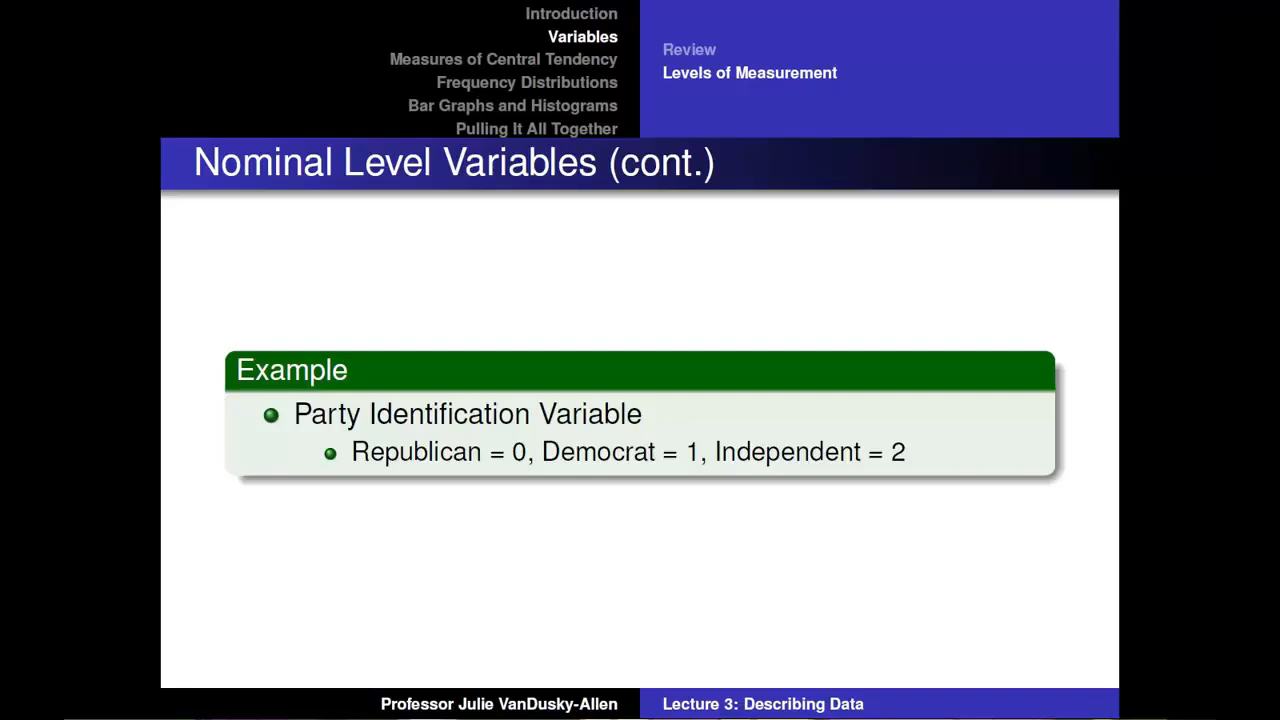 Introduction
Variables
Measures of Central Tendency
Frequency Distributions
Bar Graphs and Histograms
Pulling It All Together
Review
Levels of Measurement
Nominal Level Variables (cont.)
Example
Party Identification Variable
Republican = 0, Democrat = 1, Independent = 2
Professor Julie VanDusky-Allen
Lecture 3: Describing Data